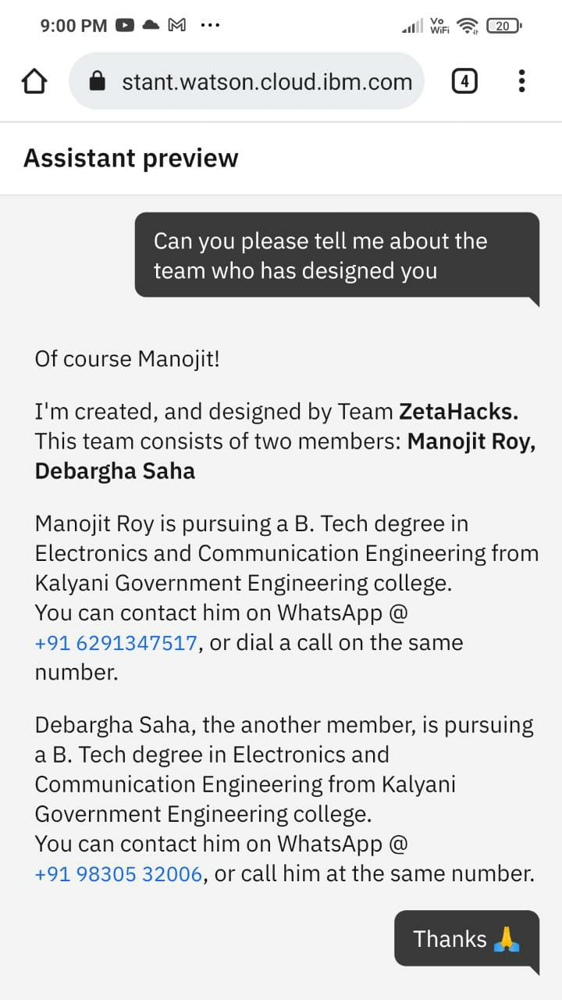 9:00 PM ... Vo WiFi 20
stant.watson.cloud.ibm.com 4
Assistant preview
Can you please tell me about the
team who has designed you
Of course Manojit!
I'm created, and designed by Team ZetaHacks.
This team consists of two members: Manojit Roy,
Debargha Saha
Manojit Roy is pursuing a B. Tech degree in
Electronics and Communication Engineering from
Kalyani Government Engineering college.
You can contact him on WhatsApp @
+91 6291347517, or dial a call on the same
number.
Debargha Saha, the another member, is pursuing
a B. Tech degree in Electronics and
Communication Engineering from Kalyani
Government Engineering college.
You can contact him on WhatsApp @
+91 98305 32006, or call him at the same number.
Thanks 🙏